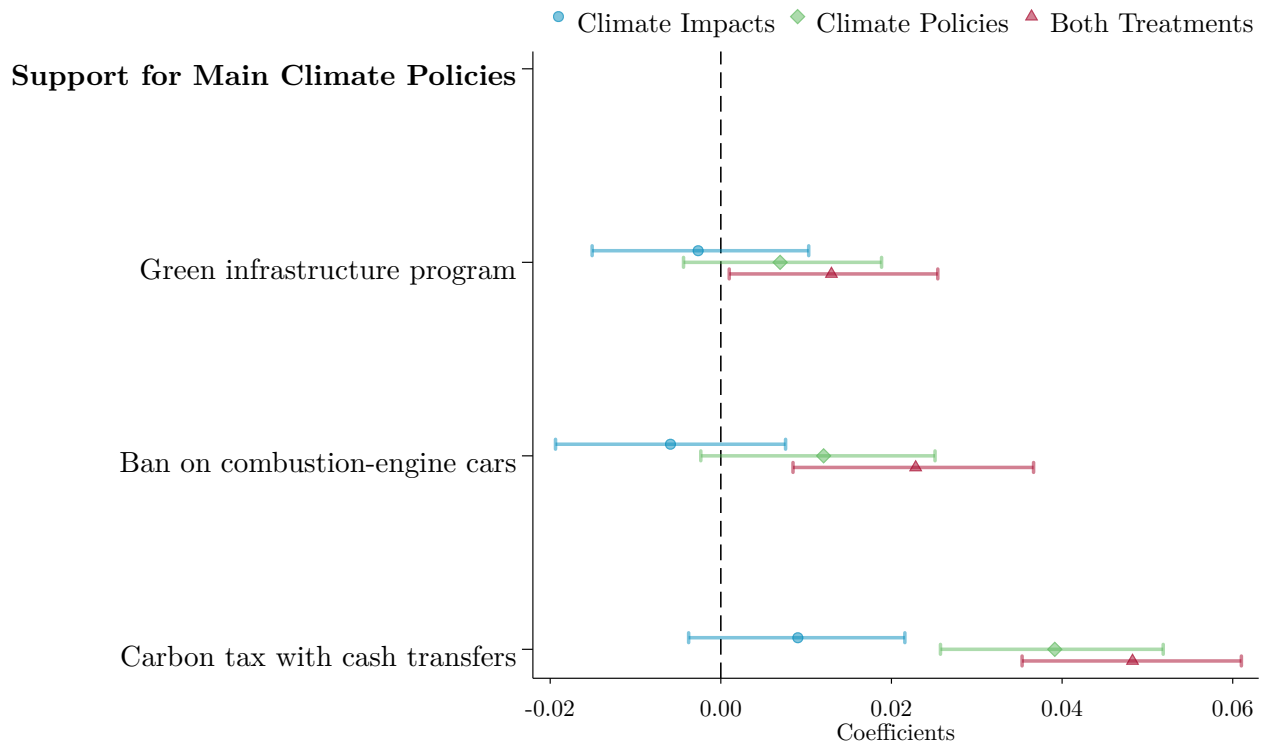 Climate Impacts Climate Policies Both Treatments
Support for Main Climate Policies
Green infrastructure program
Ban on combustion-engine cars
Carbon tax with cash transfers
-0.02 0.00 0.02 0.04 0.06
Coefficients